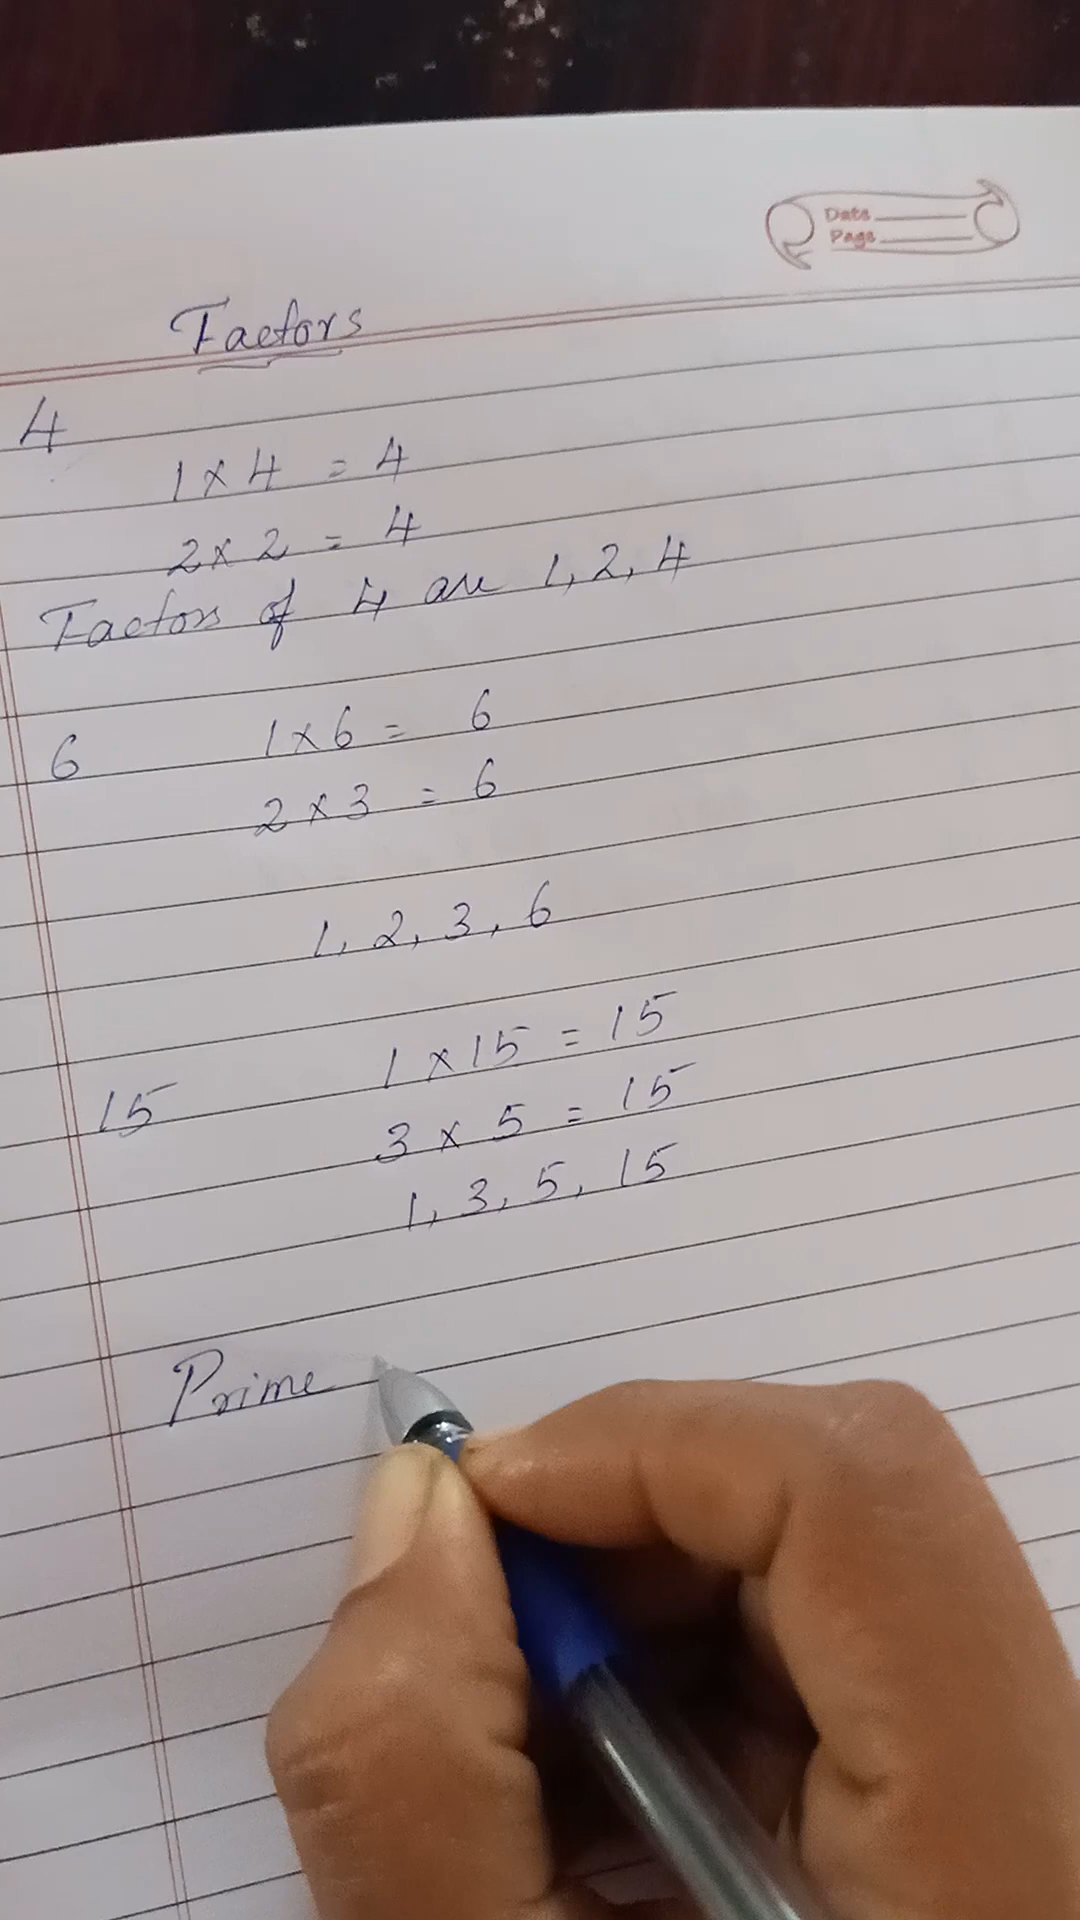 Date
Page
Factors
4
1 × 4 = 4
2 × 2 = 4
Factors of 4 are 1, 2, 4
6 1 × 6 = 6
2 × 3 = 6
1, 2, 3, 6
15 1 × 15 = 15
3 × 5 = 15
1, 3, 5, 15
Prime